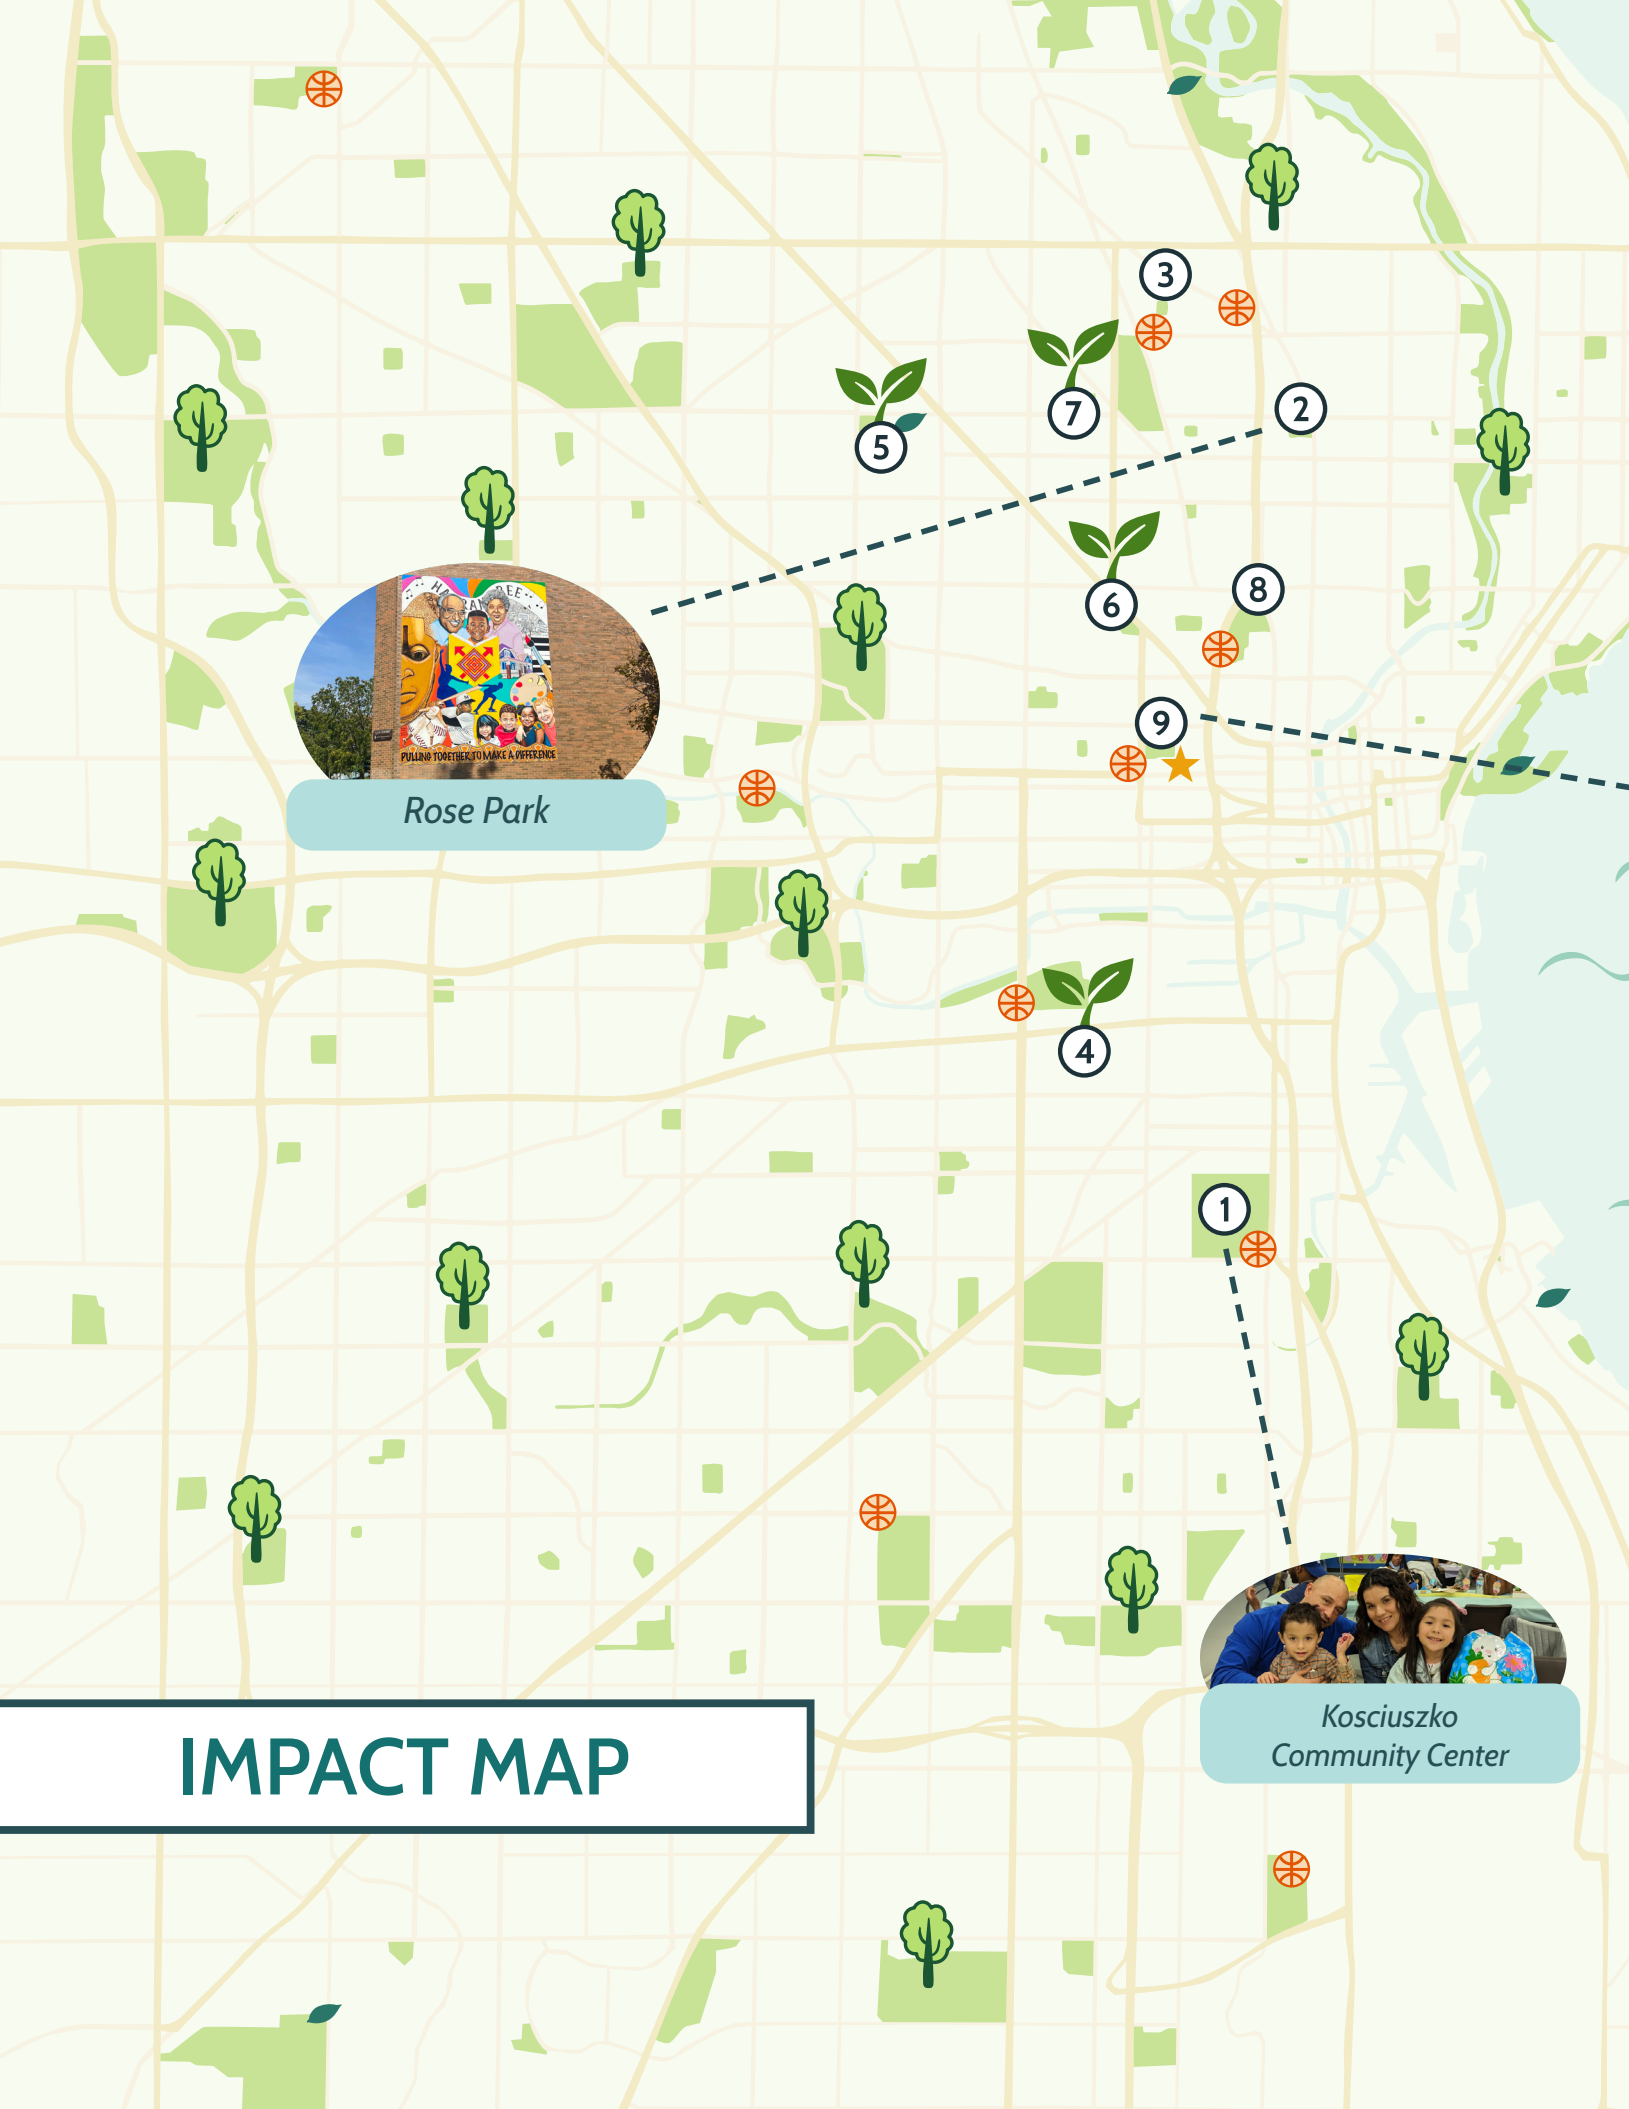 3
2
7
5
6
8
9
PULLING TOGETHER TO MAKE A DIFFERENCE
Rose Park
4
1
Kosciuszko
Community Center
IMPACT MAP